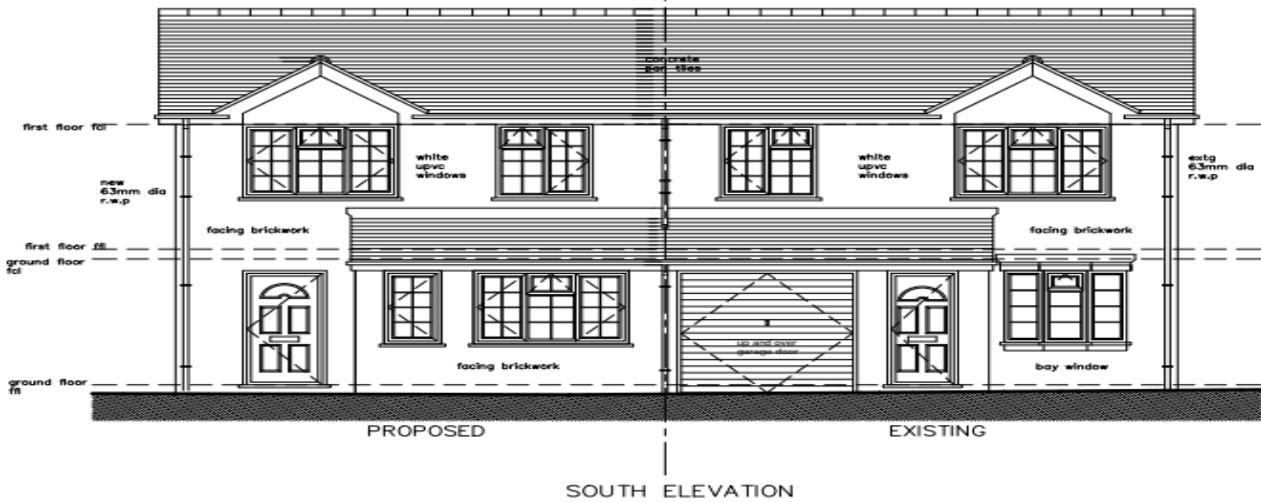 concrete
pan tiles
first floor fcl
white
upvc
windows
white
upvc
windows
extg
63mm dia
r.w.p
new
63mm dia
r.w.p
facing brickwork
facing brickwork
first floor ffl
ground floor
fcl
up and over
garage door
facing brickwork
bay window
ground floor
ffl
PROPOSED
EXISTING
SOUTH ELEVATION